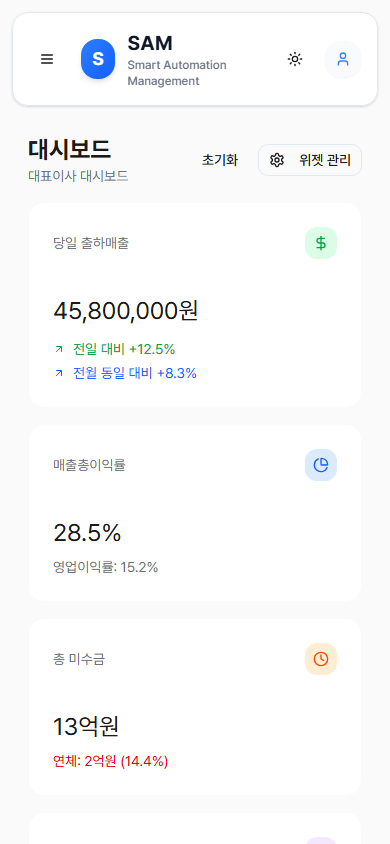 S
SAM
Smart Automation
Management
대시보드
대표이사 대시보드
초기화
위젯 관리
당일 출하매출
45,800,000원
전일 대비 +12.5%
전월 동일 대비 +8.3%
매출총이익률
28.5%
영업이익률: 15.2%
총 미수금
13억원
연체: 2억원 (14.4%)